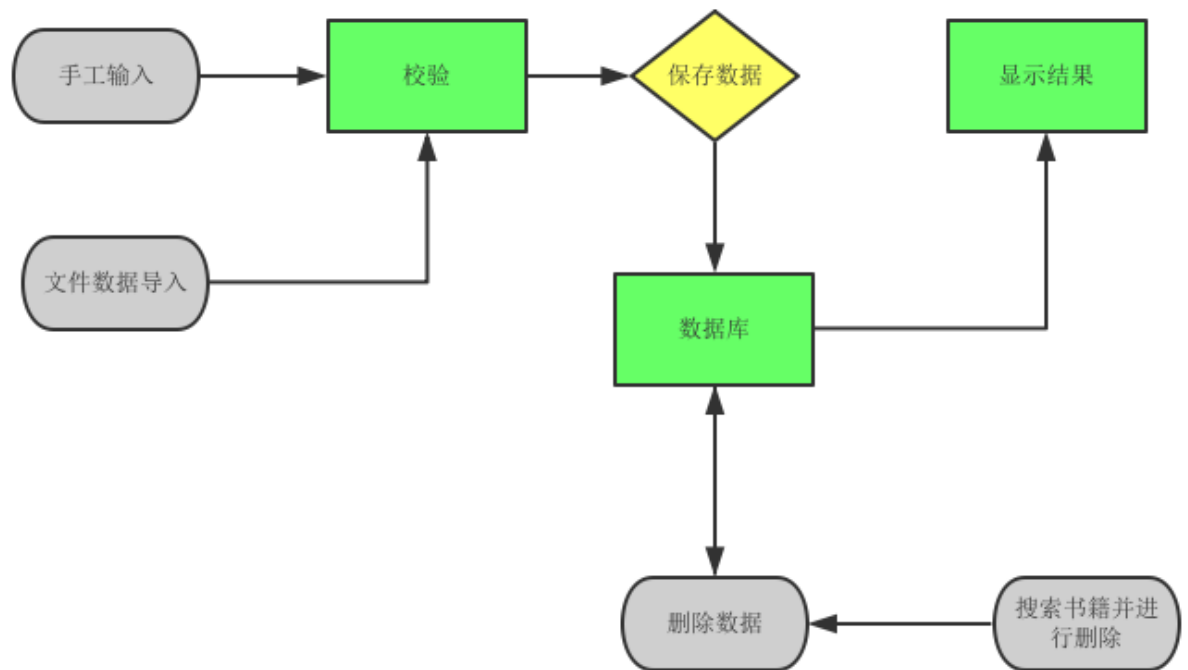 手工输入
校验
保存数据
显示结果
文件数据导入
数据库
删除数据
搜索书籍并进
行删除